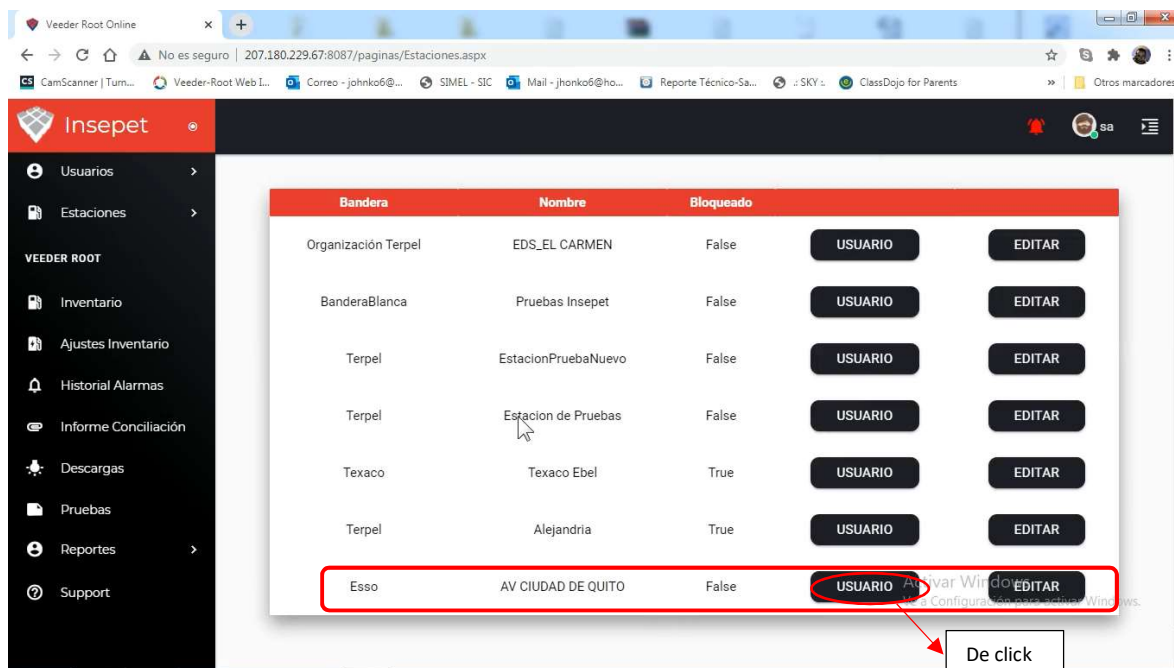 Veeder Root Online
No es seguro | 207.180.229.67:8087/paginas/Estaciones.aspx
CS CamScanner | Turn... Veeder-Root Web I... Correo - johnko6@... SIMEL - SIC Mail - jhonko6@ho... Reporte Técnico-Sa... .: SKY :. ClassDojo for Parents » Otros marcadores
Insepet sa
Usuarios
Estaciones
VEEDER ROOT
Inventario
Ajustes Inventario
Historial Alarmas
Informe Conciliación
Descargas
Pruebas
Reportes
Support
Bandera Nombre Bloqueado
Organización Terpel EDS_EL CARMEN False USUARIO EDITAR
BanderaBlanca Pruebas Insepet False USUARIO EDITAR
Terpel EstacionPruebaNuevo False USUARIO EDITAR
Terpel Estacion de Pruebas False USUARIO EDITAR
Texaco Texaco Ebel True USUARIO EDITAR
Terpel Alejandria True USUARIO EDITAR
Esso AV CIUDAD DE QUITO False USUARIO EDITAR
Activar Windows
Ve a Configuración para activar Windows.
De click